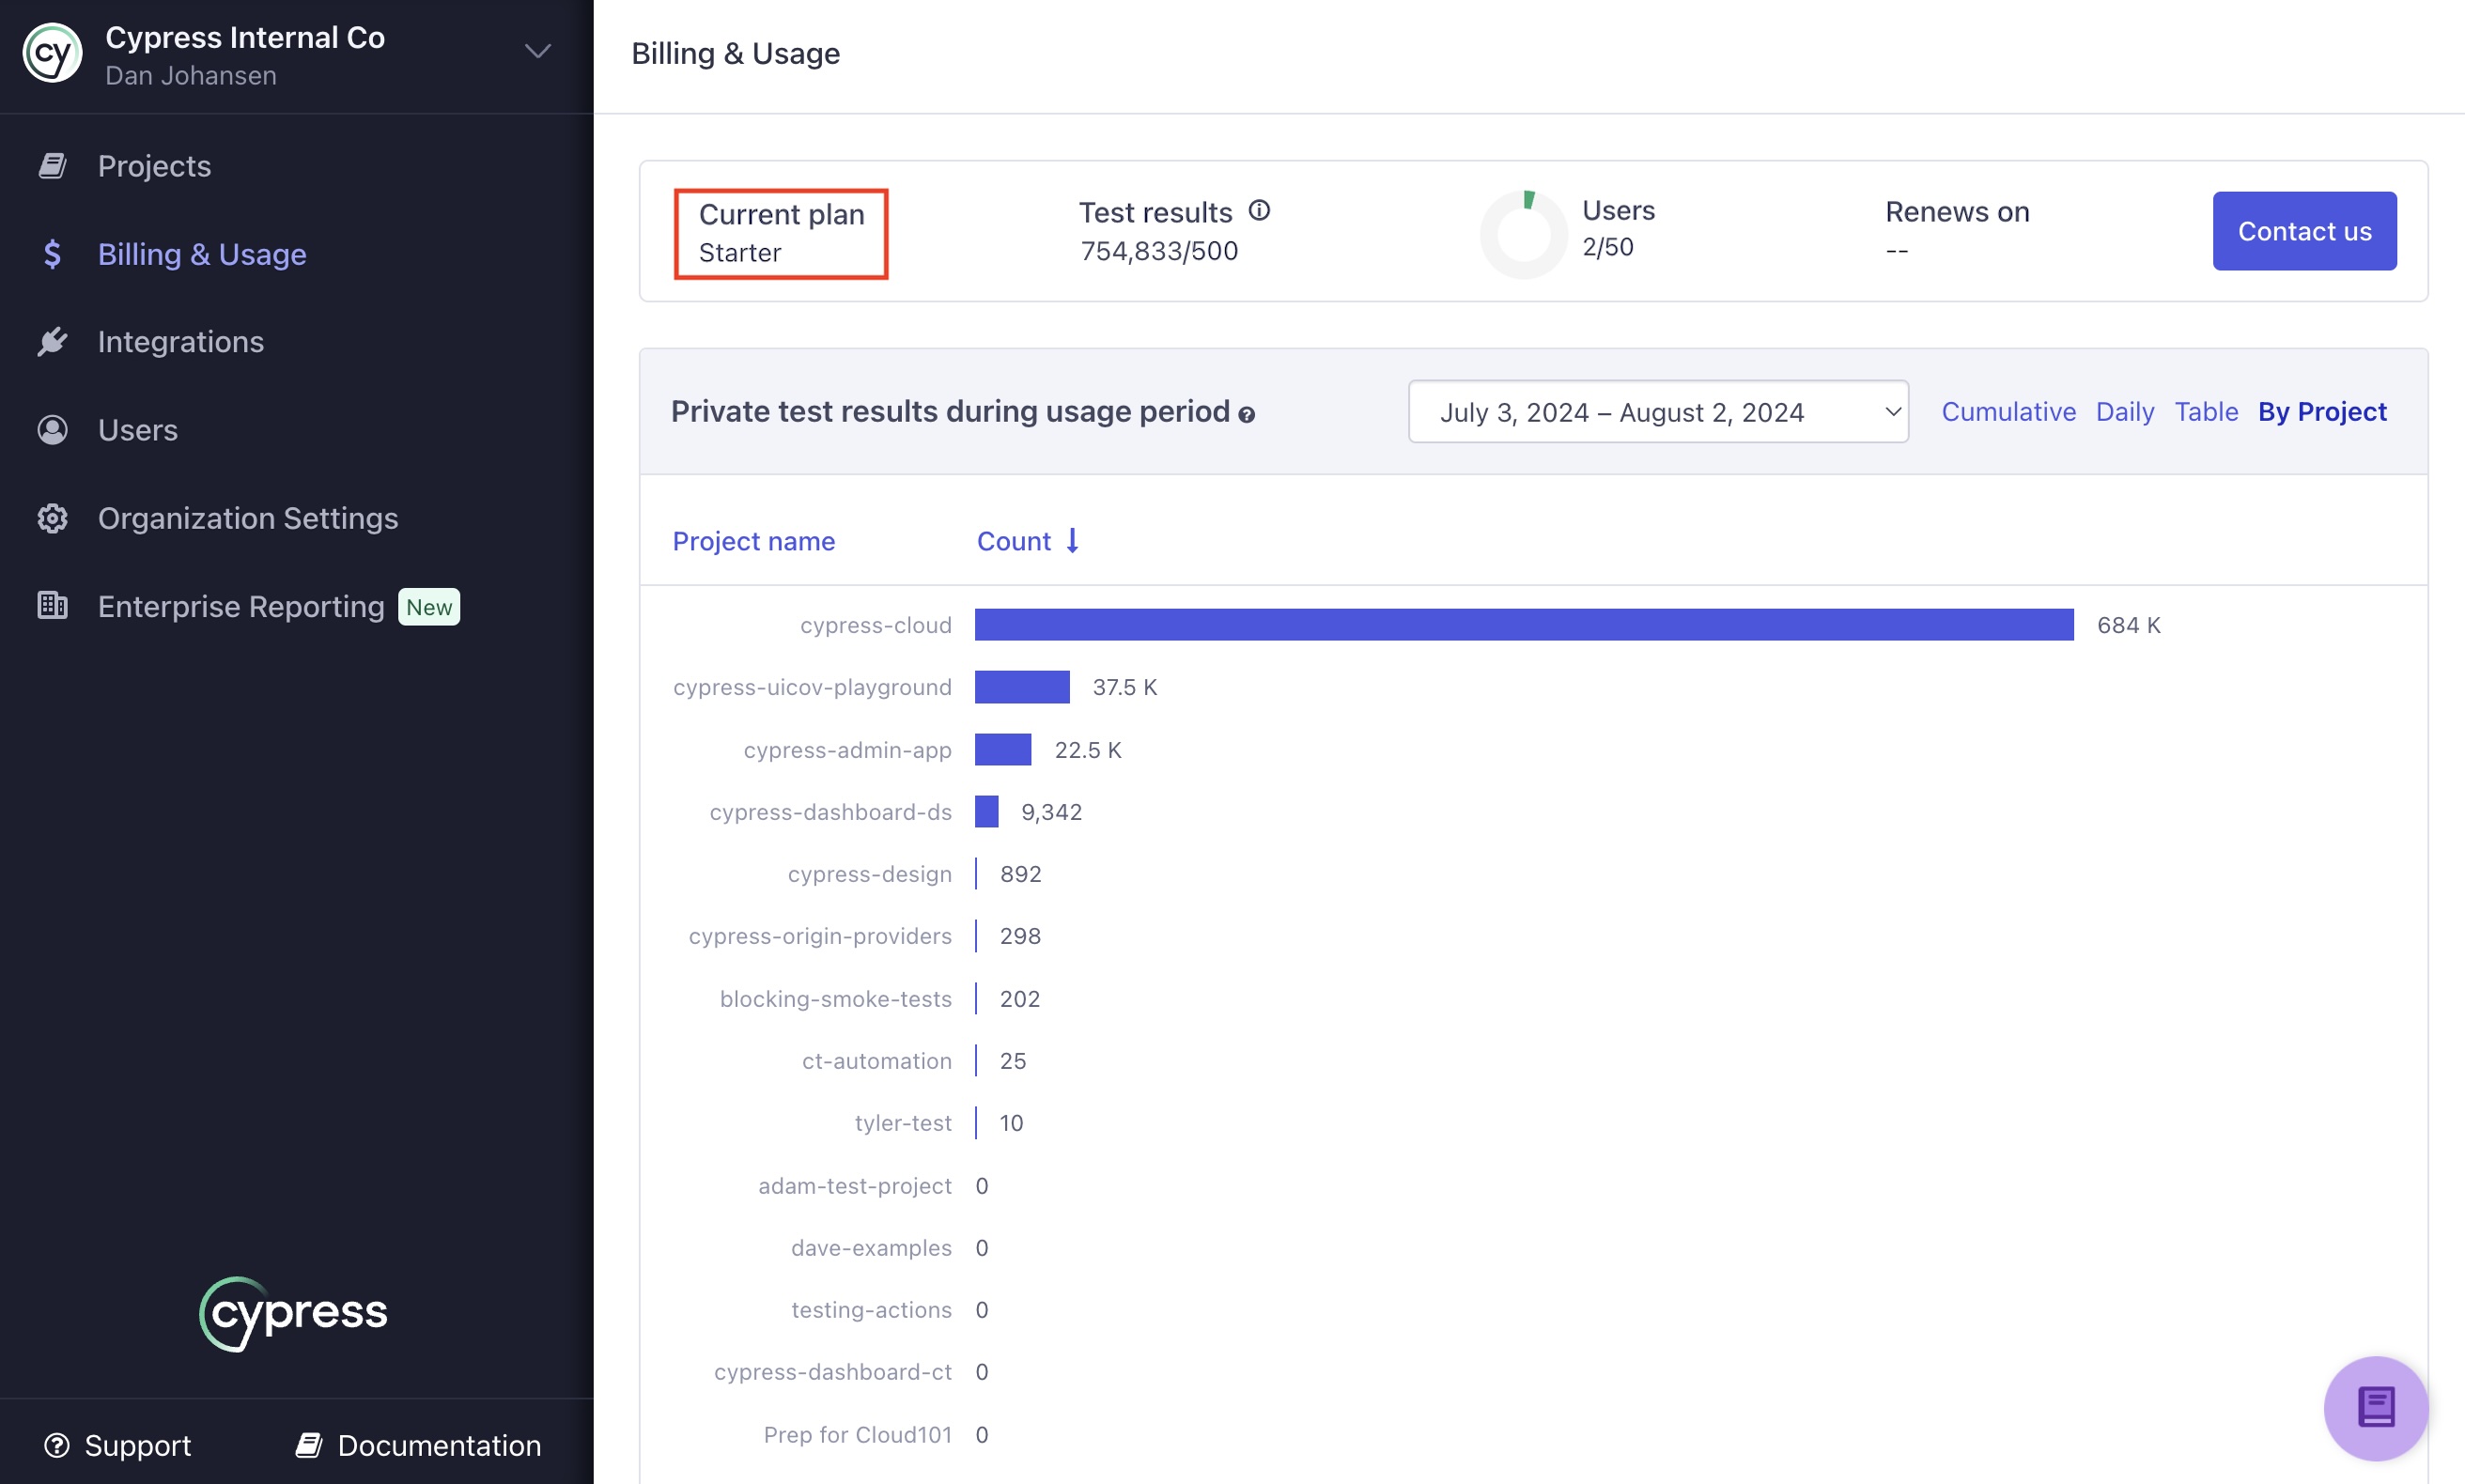 cy
Cypress Internal Co
Dan Johansen
Projects
Billing & Usage
Integrations
Users
Organization Settings
Enterprise Reporting New
cypress
Support Documentation
Billing & Usage
Current plan
Starter
Test results
754,833/500
Users
2/50
Renews on
--
Contact us
Private test results during usage period
July 3, 2024 – August 2, 2024
Cumulative Daily Table By Project
Project name Count
cypress-cloud 684 K
cypress-uicov-playground 37.5 K
cypress-admin-app 22.5 K
cypress-dashboard-ds 9,342
cypress-design 892
cypress-origin-providers 298
blocking-smoke-tests 202
ct-automation 25
tyler-test 10
adam-test-project 0
dave-examples 0
testing-actions 0
cypress-dashboard-ct 0
Prep for Cloud101 0